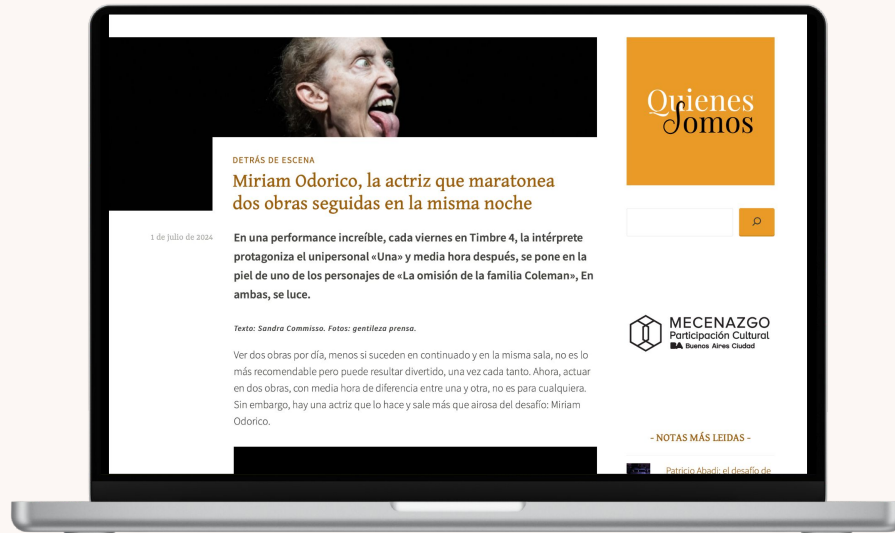 DETRÁS DE ESCENA
Miriam Odorico, la actriz que maratonea
dos obras seguidas en la misma noche
1 de julio de 2024
En una performance increíble, cada viernes en Timbre 4, la intérprete
protagoniza el unipersonal «Una» y media hora después, se pone en la
piel de uno de los personajes de «La omisión de la familia Coleman», En
ambas, se luce.
Texto: Sandra Commisso. Fotos: gentileza prensa.
Ver dos obras por día, menos si suceden en continuado y en la misma sala, no es lo
más recomendable pero puede resultar divertido, una vez cada tanto. Ahora, actuar
en dos obras, con media hora de diferencia entre una y otra, no es para cualquiera.
Sin embargo, hay una actriz que lo hace y sale más que airosa del desafío: Miriam
Odorico.
Quienes
Somos
MECENAZGO
Participación Cultural
BA Buenos Aires Ciudad
- NOTAS MÁS LEIDAS -
Patricio Abadi: el desafío de